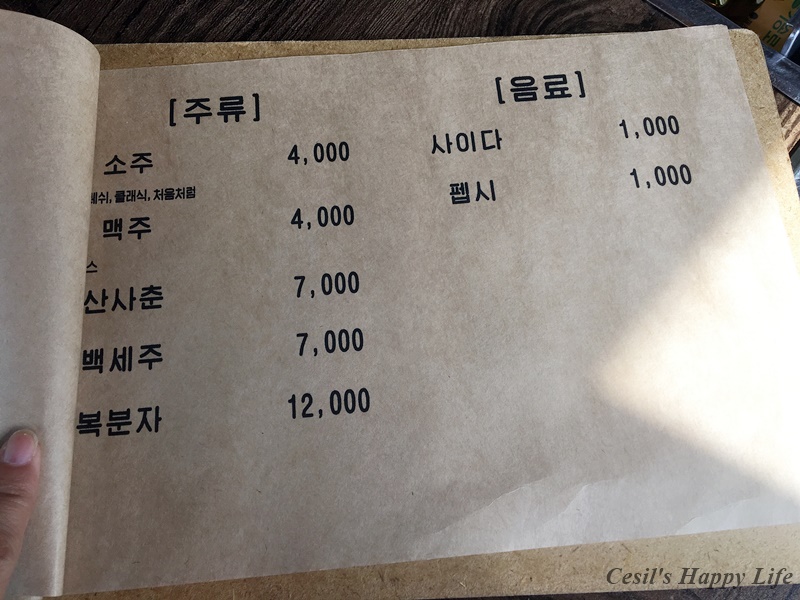 [주류]
소주 4,000
쉬, 클래식, 처음처럼
맥주 4,000
스
산사춘 7,000
백세주 7,000
복분자 12,000
[음료]
사이다 1,000
펩시 1,000
Cesil's Happy Life